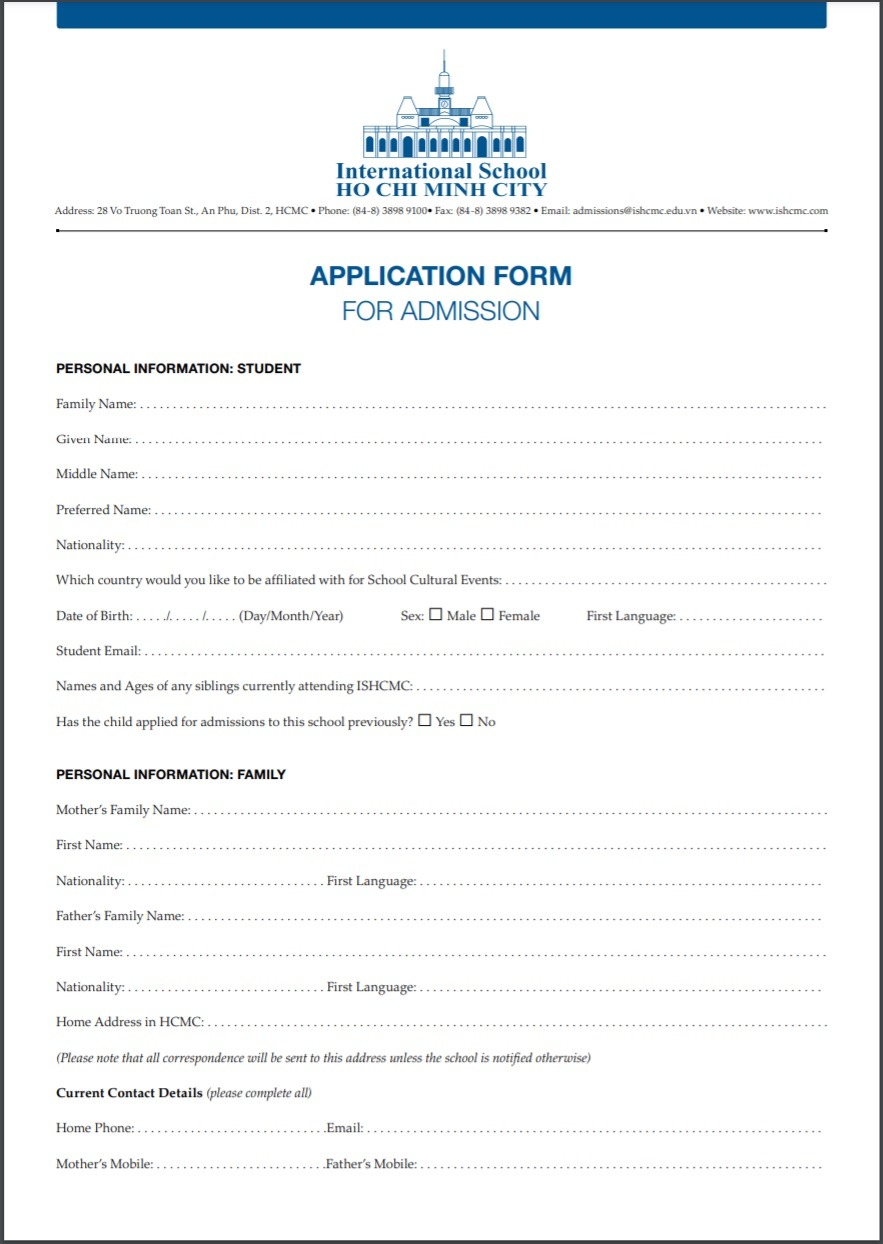 International School
HO CHI MINH CITY
Address: 28 Vo Truong Toan St., An Phu, Dist. 2, HCMC • Phone: (84-8) 3898 9100• Fax: (84-8) 3898 9382 • Email: admissions@ishcmc.edu.vn • Website: www.ishcmc.com
APPLICATION FORM
FOR ADMISSION
PERSONAL INFORMATION: STUDENT
Family Name: . . . . . . . . . . . . . . . . . . . .
Given Name: . . . . . . . . . . . . . . . . . . . .
Middle Name: . . . . . . . . . . . . . . . . . . . .
Preferred Name: . . . . . . . . . . . . . . . . . . . .
Nationality: . . . . . . . . . . . . . . . . . . . .
Which country would you like to be affiliated with for School Cultural Events: . . . . . . . . . . . . . . . . . . . .
Date of Birth: . . . . ./. . . . . /. . . . . (Day/Month/Year) Sex: ☐ Male ☐ Female First Language: . . . . . . . . . . . . . . . . . . . .
Student Email: . . . . . . . . . . . . . . . . . . . .
Names and Ages of any siblings currently attending ISHCMC: . . . . . . . . . . . . . . . . . . . .
Has the child applied for admissions to this school previously? ☐ Yes ☐ No
PERSONAL INFORMATION: FAMILY
Mother's Family Name: . . . . . . . . . . . . . . . . . . . .
First Name: . . . . . . . . . . . . . . . . . . . .
Nationality: . . . . . . . . . . . . . . . . . . . . First Language: . . . . . . . . . . . . . . . . . . . .
Father's Family Name: . . . . . . . . . . . . . . . . . . . .
First Name: . . . . . . . . . . . . . . . . . . . .
Nationality: . . . . . . . . . . . . . . . . . . . . First Language: . . . . . . . . . . . . . . . . . . . .
Home Address in HCMC: . . . . . . . . . . . . . . . . . . . .
(Please note that all correspondence will be sent to this address unless the school is notified otherwise)
Current Contact Details (please complete all)
Home Phone: . . . . . . . . . . . . . . . . . . . .Email: . . . . . . . . . . . . . . . . . . . .
Mother's Mobile: . . . . . . . . . . . . . . . . . . . .Father's Mobile: . . . . . . . . . . . . . . . . . . . .